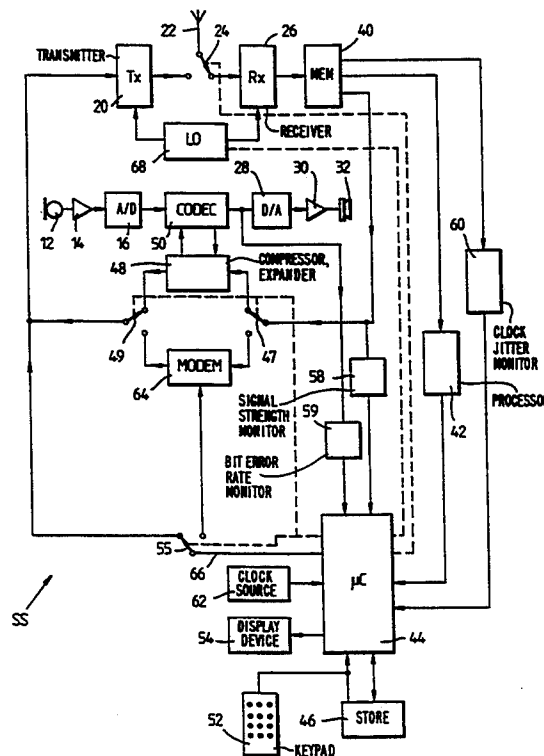 22
24
26
40
TRANSMITTER
Tx
Rx
MEM
20
RECEIVER
LO
68
28
30
32
60
A/D
CODEC
D/A
12
14
16
50
48
COMPRESSOR,
EXPANDER
49
47
CLOCK
JITTER
MONITOR
MODEM
64
58
SIGNAL
STRENGTH
MONITOR
59
42
PROCESSOR
BIT ERROR
RATE
MONITOR
55
66
CLOCK
SOURCE
62
µC
44
SS
DISPLAY
DEVICE
54
52
KEYPAD
46
STORE